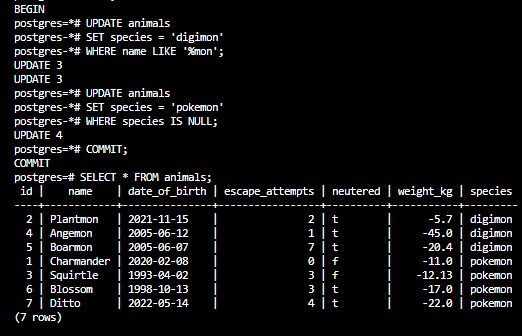 BEGIN
postgres=*# UPDATE animals
postgres-*# SET species = 'digimon'
postgres-*# WHERE name LIKE '%mon';
UPDATE 3
UPDATE 3
postgres=*# UPDATE animals
postgres-*# SET species = 'pokemon'
postgres-*# WHERE species IS NULL;
UPDATE 4
postgres=*# COMMIT;
COMMIT
postgres=# SELECT * FROM animals;
 id |    name    | date_of_birth | escape_attempts | neutered | weight_kg | species
----+------------+---------------+-----------------+----------+-----------+---------
  2 | Plantmon   | 2021-11-15    |               2 | t        |      -5.7 | digimon
  4 | Angemon    | 2005-06-12    |               1 | t        |     -45.0 | digimon
  5 | Boarmon    | 2005-06-07    |               7 | t        |     -20.4 | digimon
  1 | Charmander | 2020-02-08    |               0 | f        |     -11.0 | pokemon
  3 | Squirtle   | 1993-04-02    |               3 | f        |    -12.13 | pokemon
  6 | Blossom    | 1998-10-13    |               3 | t        |     -17.0 | pokemon
  7 | Ditto      | 2022-05-14    |               4 | t        |     -22.0 | pokemon
(7 rows)